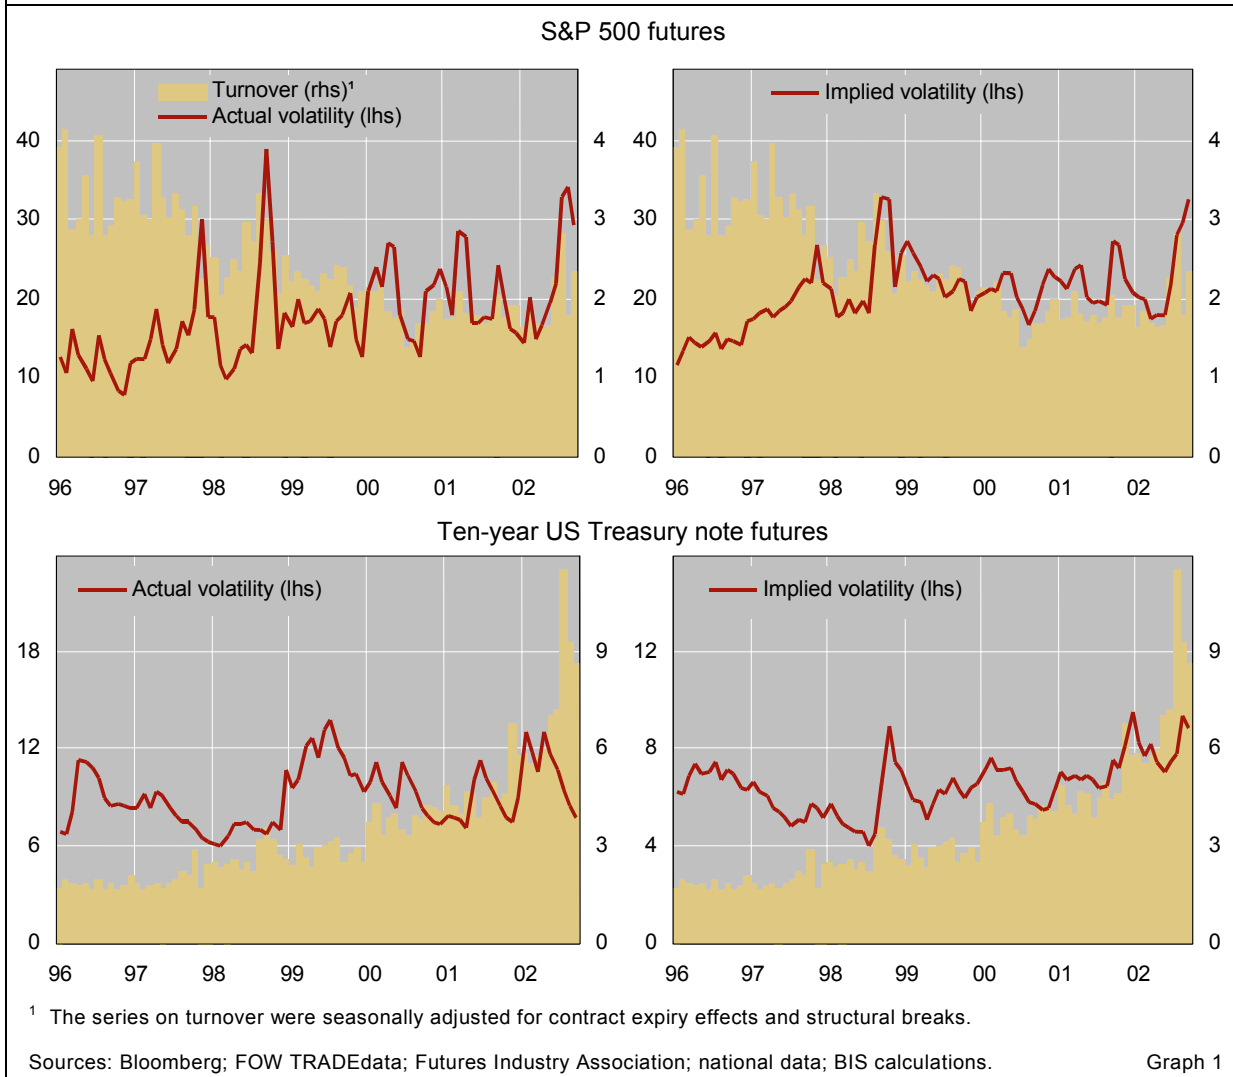 S&P 500 futures
Turnover (rhs)¹
Actual volatility (lhs)
Implied volatility (lhs)
40
30
20
10
0
4
3
2
1
0
96 97 98 99 00 01 02
40
30
20
10
0
4
3
2
1
0
96 97 98 99 00 01 02
Ten-year US Treasury note futures
Actual volatility (lhs)
Implied volatility (lhs)
18
12
6
0
9
6
3
0
96 97 98 99 00 01 02
12
8
4
0
9
6
3
0
96 97 98 99 00 01 02
¹ The series on turnover were seasonally adjusted for contract expiry effects and structural breaks.
Sources: Bloomberg; FOW TRADEdata; Futures Industry Association; national data; BIS calculations. Graph 1